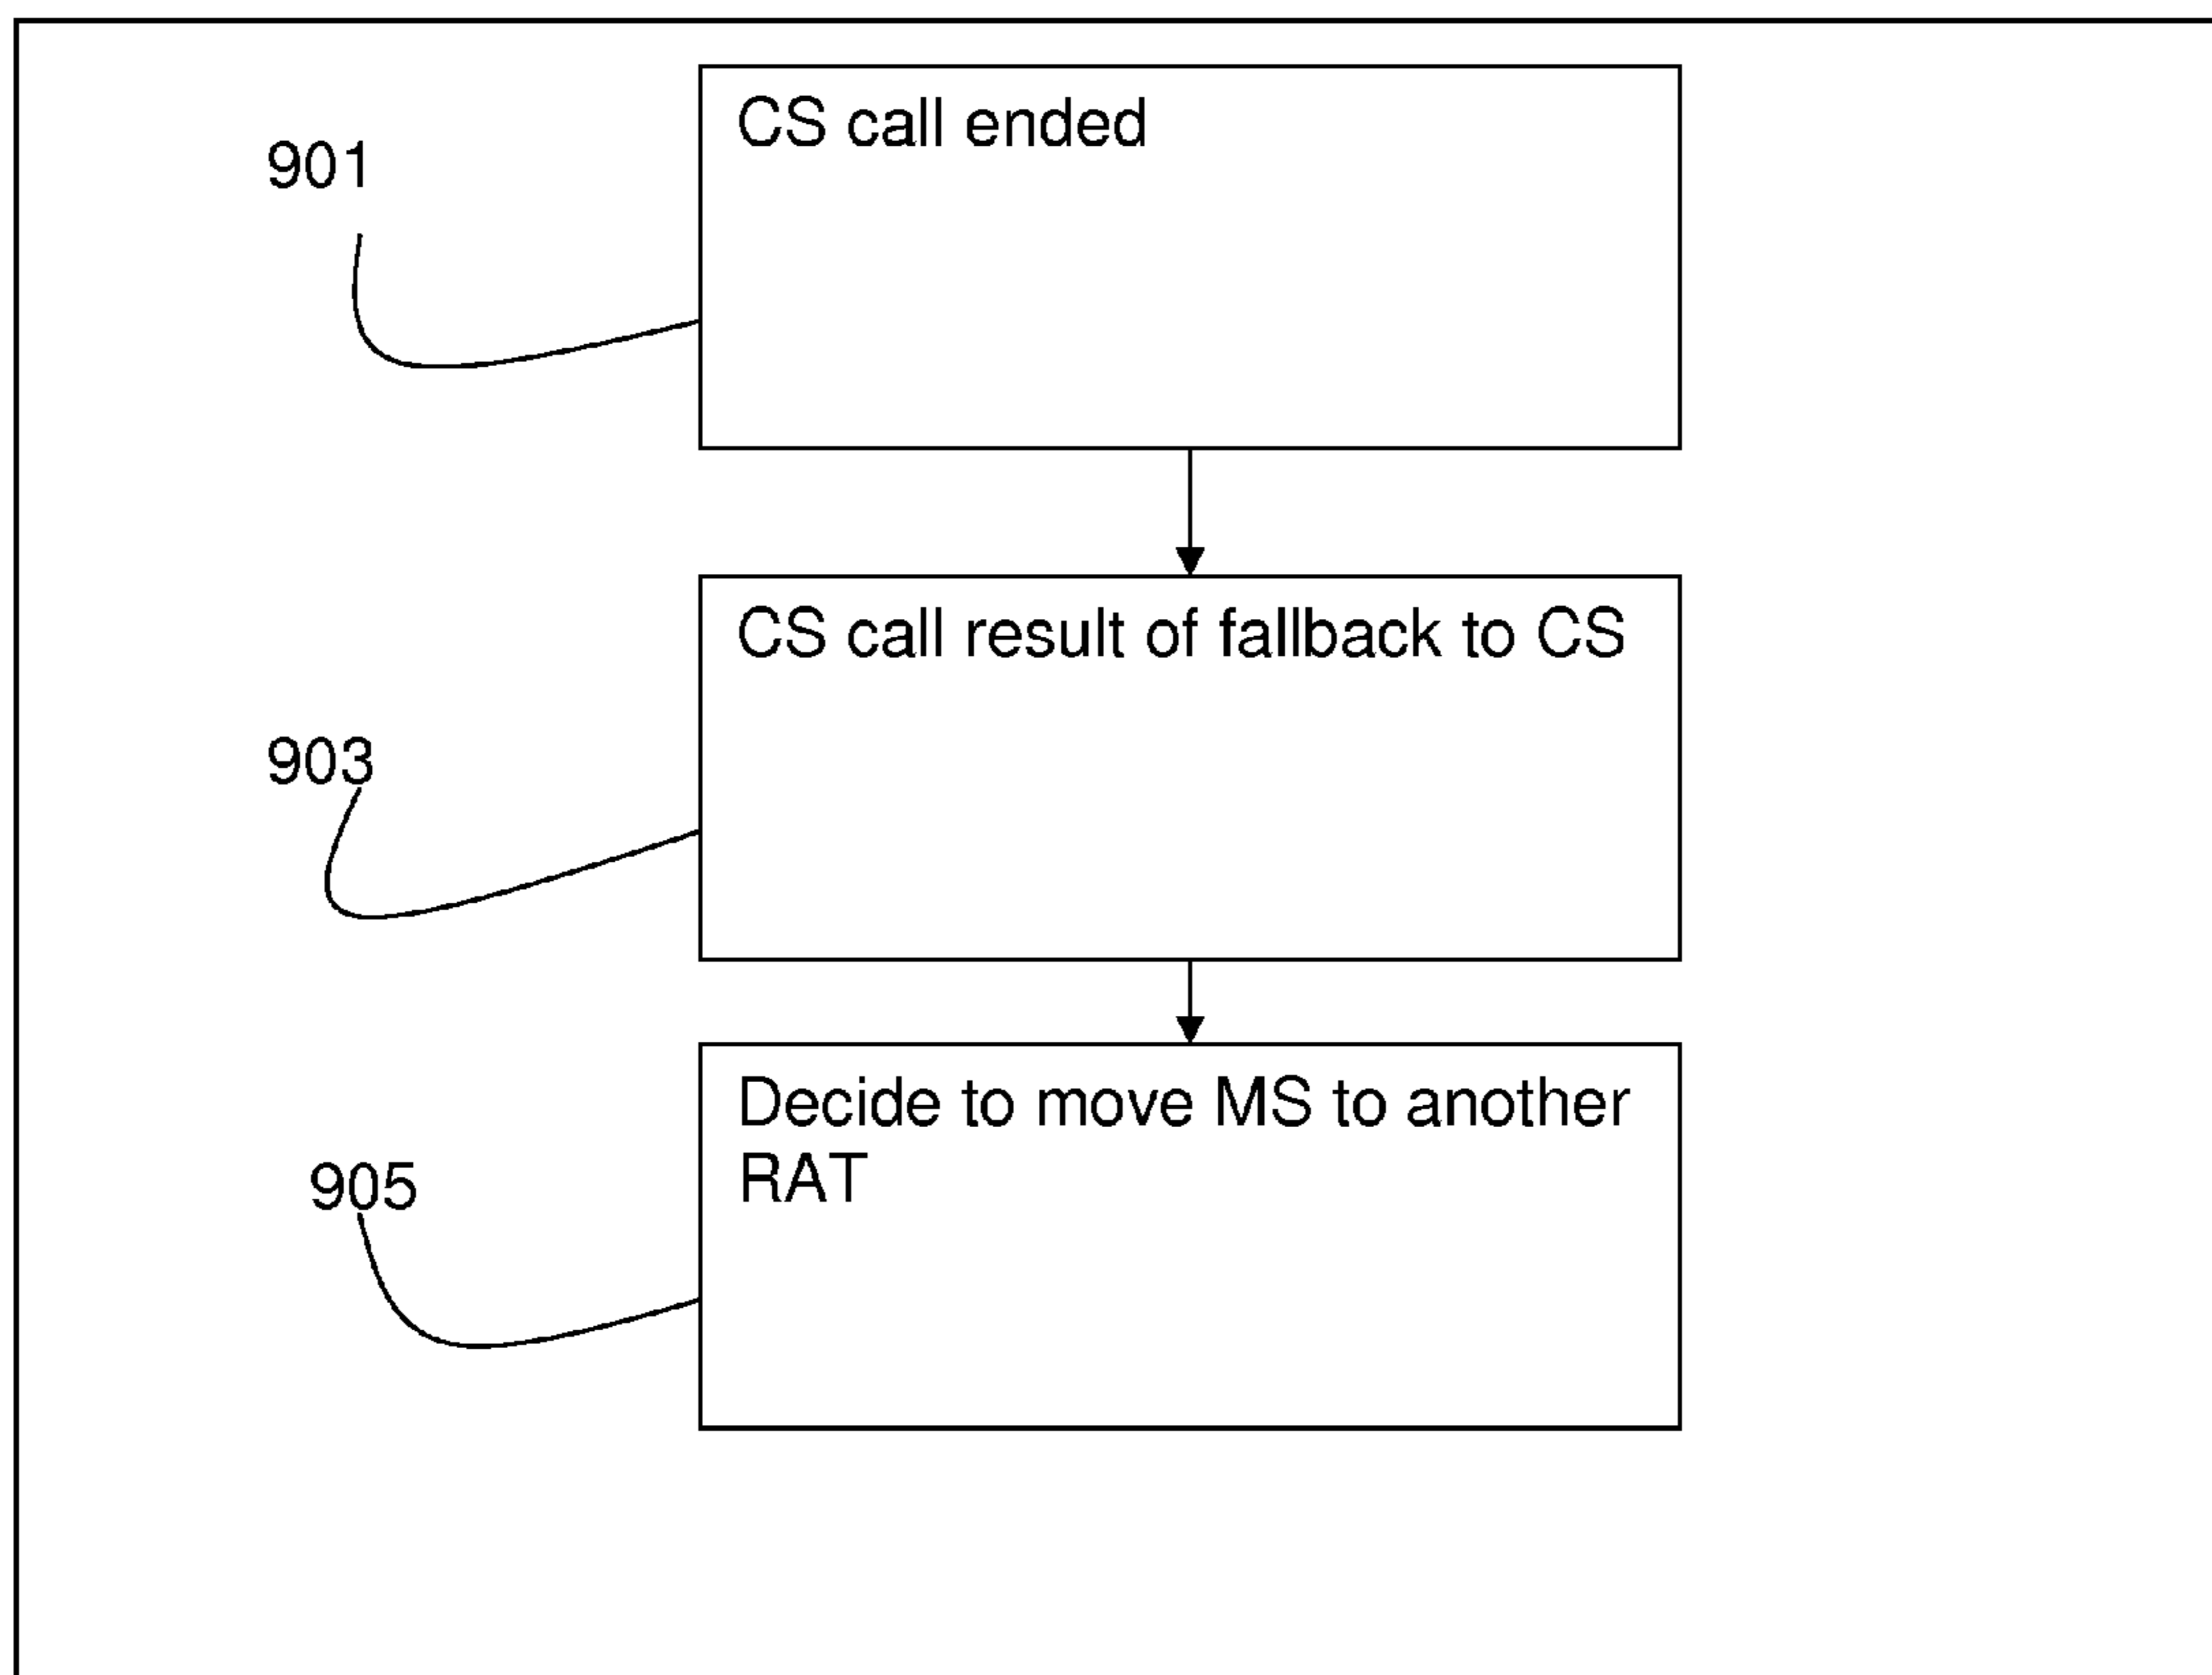 CS call ended
901
CS call result of fallback to CS
903
Decide to move MS to another
RAT
905